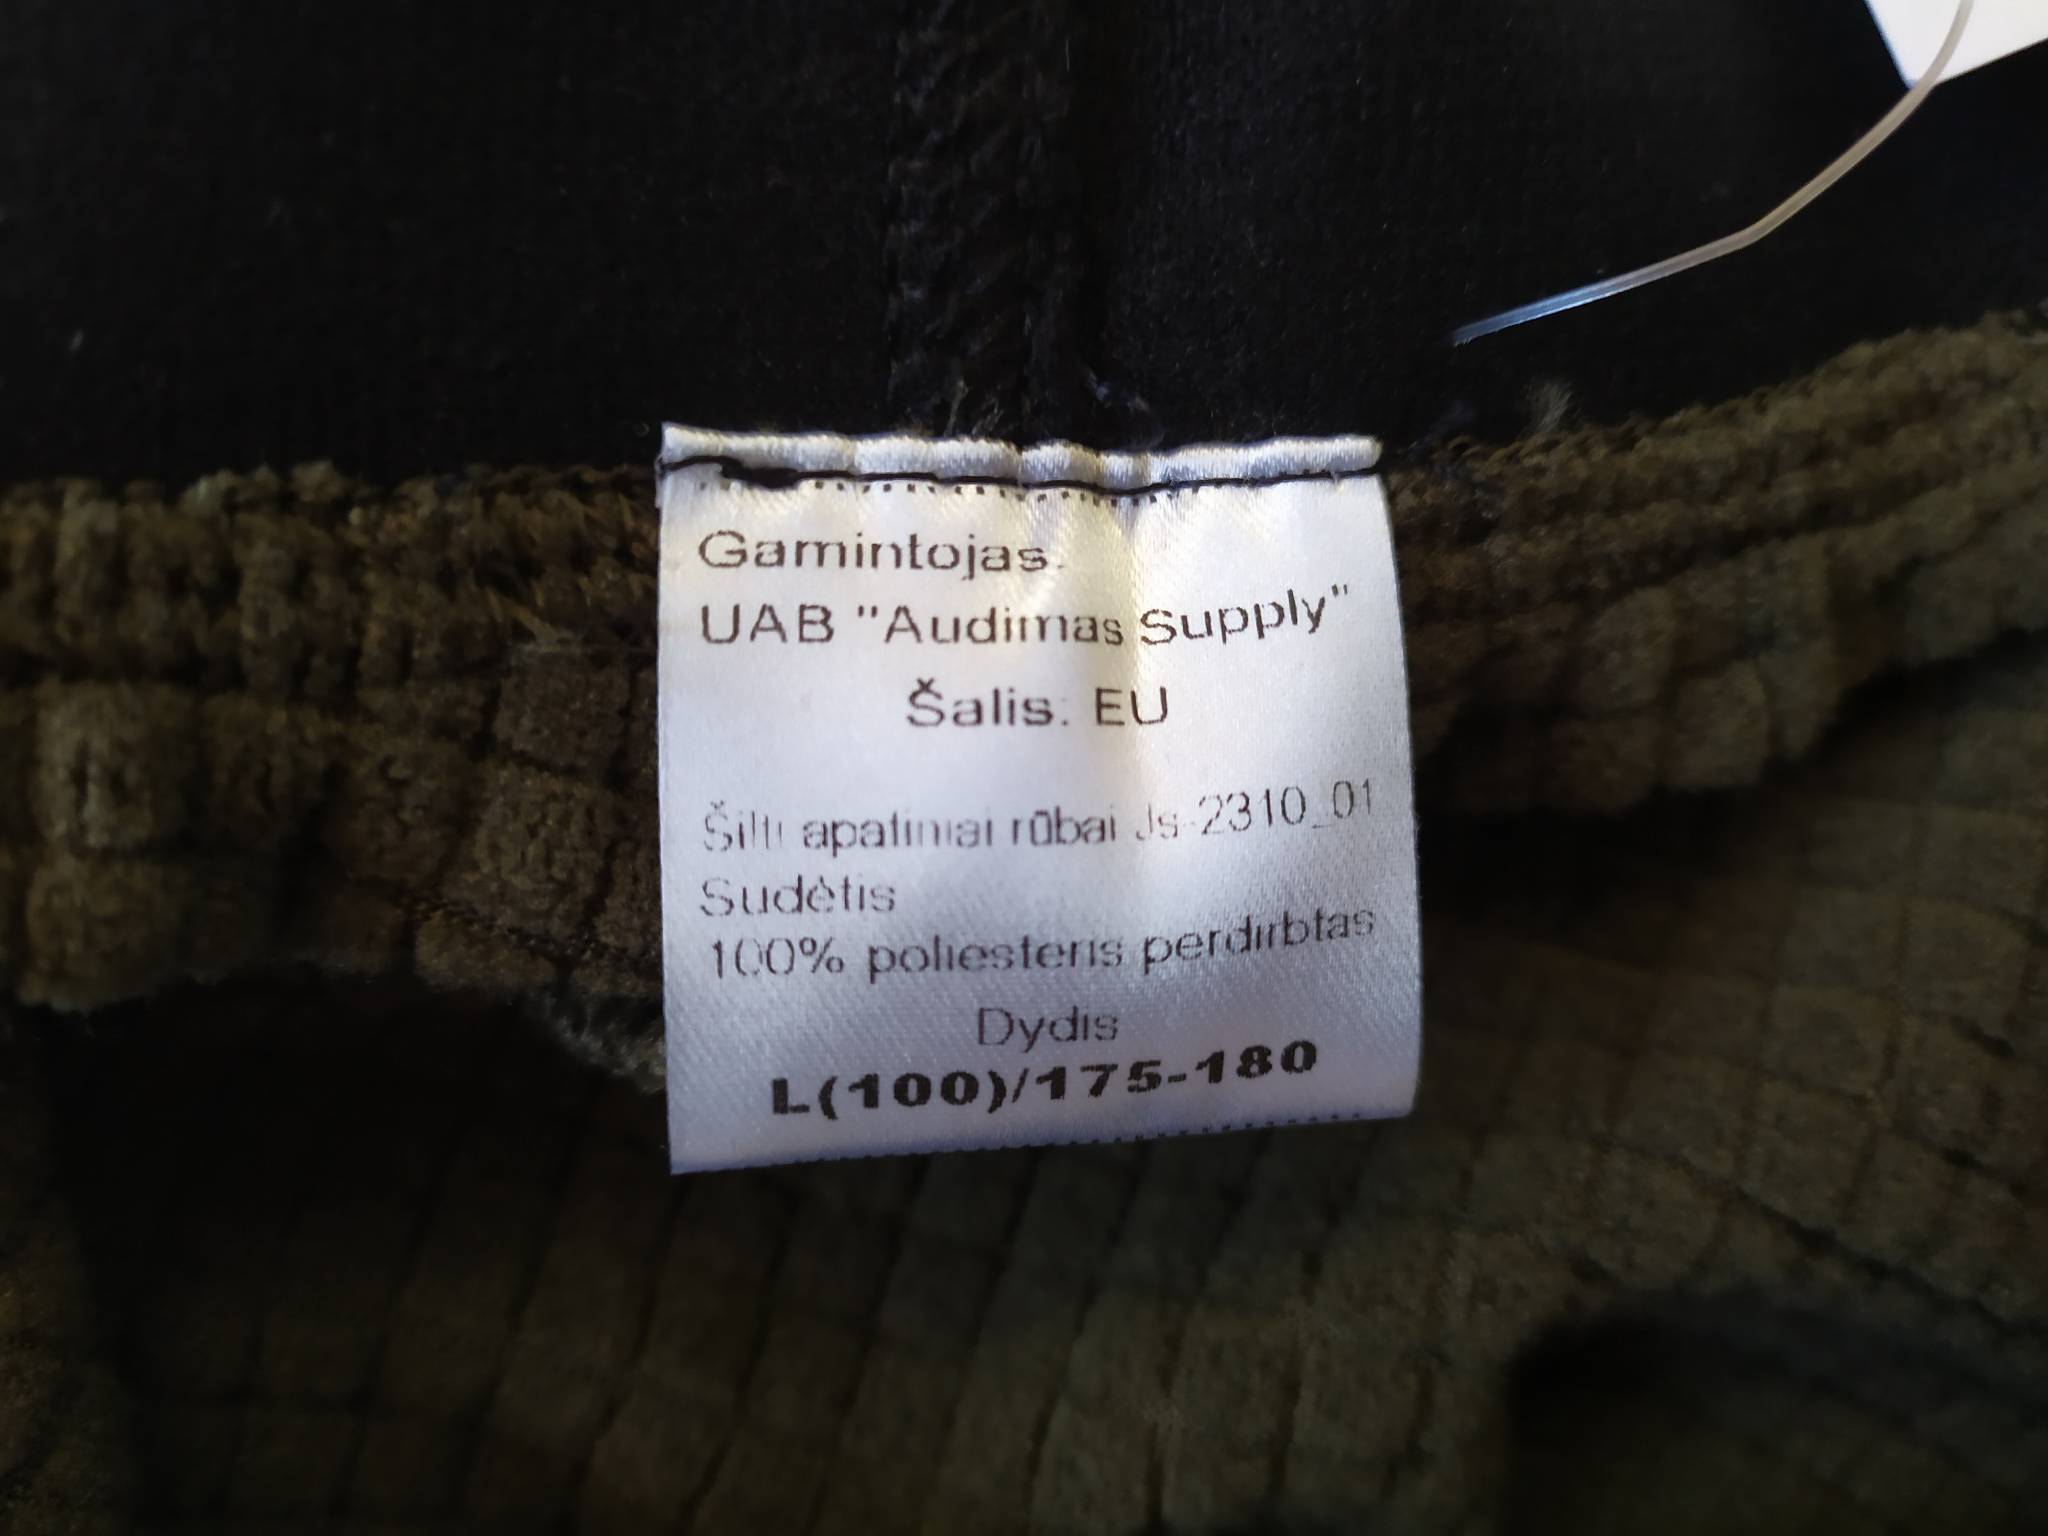 Gamintojas:
UAB "Audimas Supply"
Šalis: EU
Šilti apatiniai rūbai Js-2310_01
Sudėtis
100% poliesteris perdirbtas
Dydis
L(100)/175-180